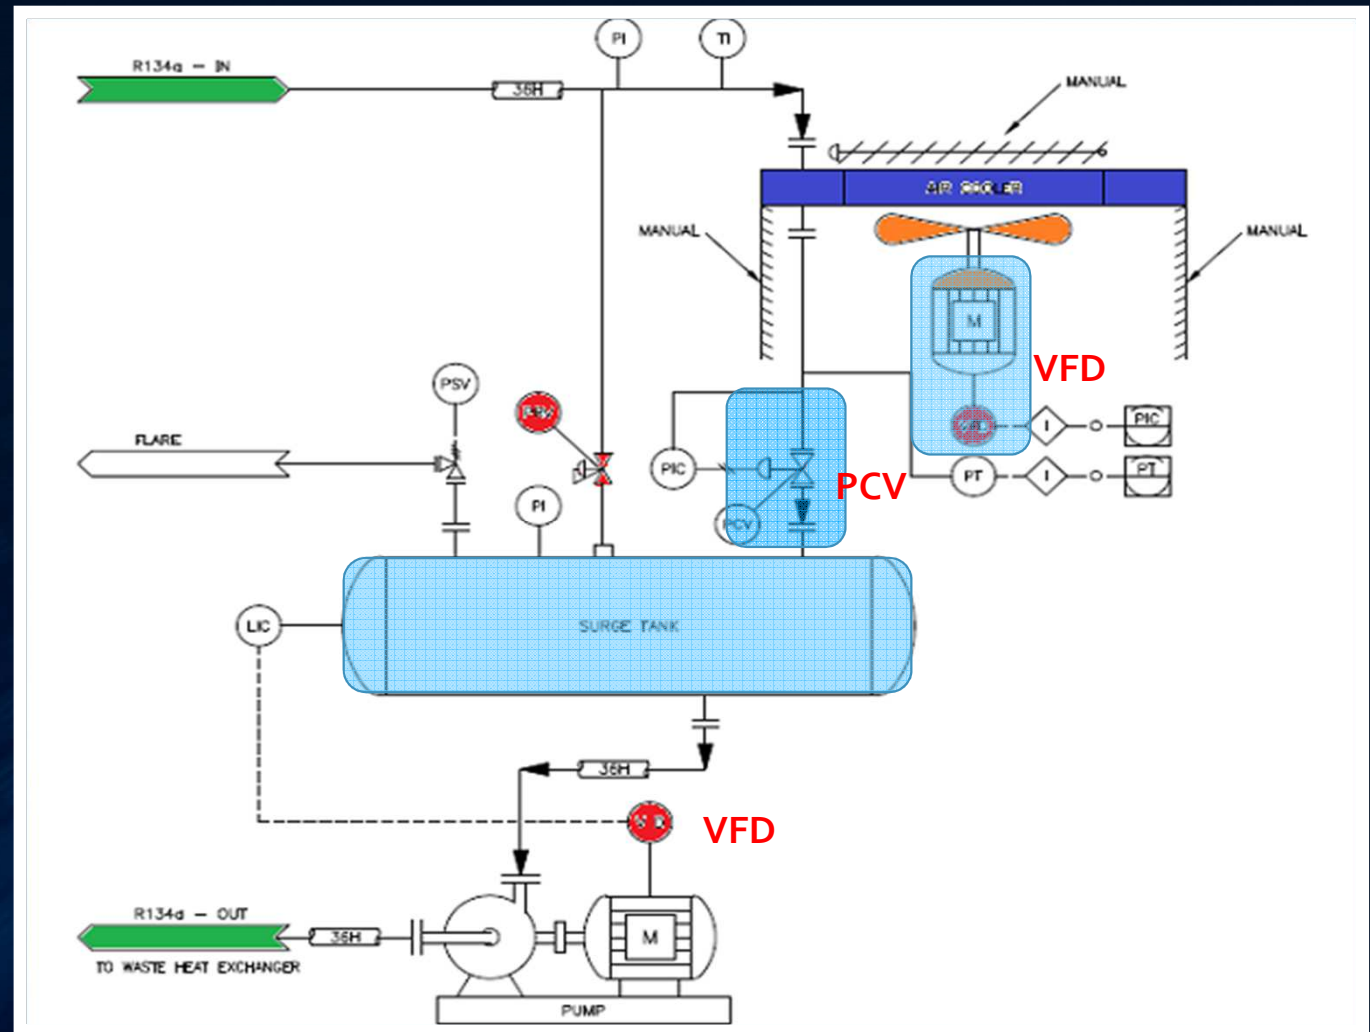 PI
TI
R134a – IN
36H
MANUAL
AIR COOLER
MANUAL
MANUAL
M
VFD
PSV
PRV
I
PIC
FLARE
PIC
PT
I
PT
PCV
PI
PCV
LIC
SURGE TANK
36H
VFD
R134a – OUT
36H
M
TO WASTE HEAT EXCHANGER
PUMP